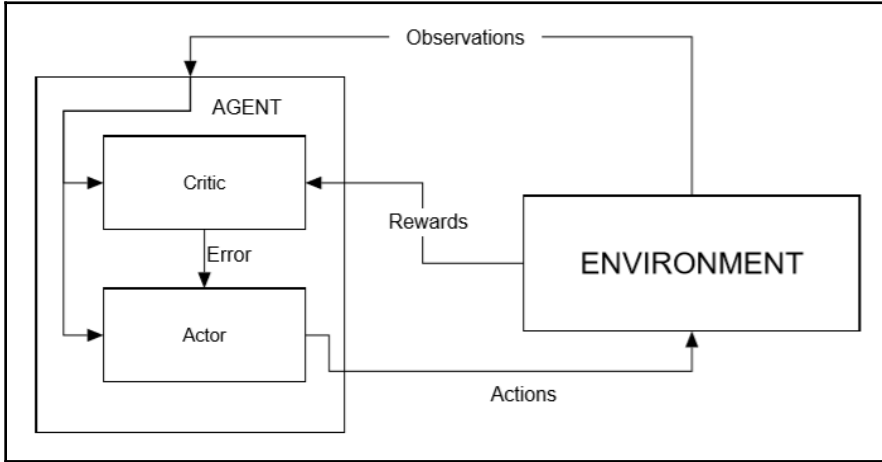 Observations
AGENT
Critic
Rewards
Error
ENVIRONMENT
Actor
Actions